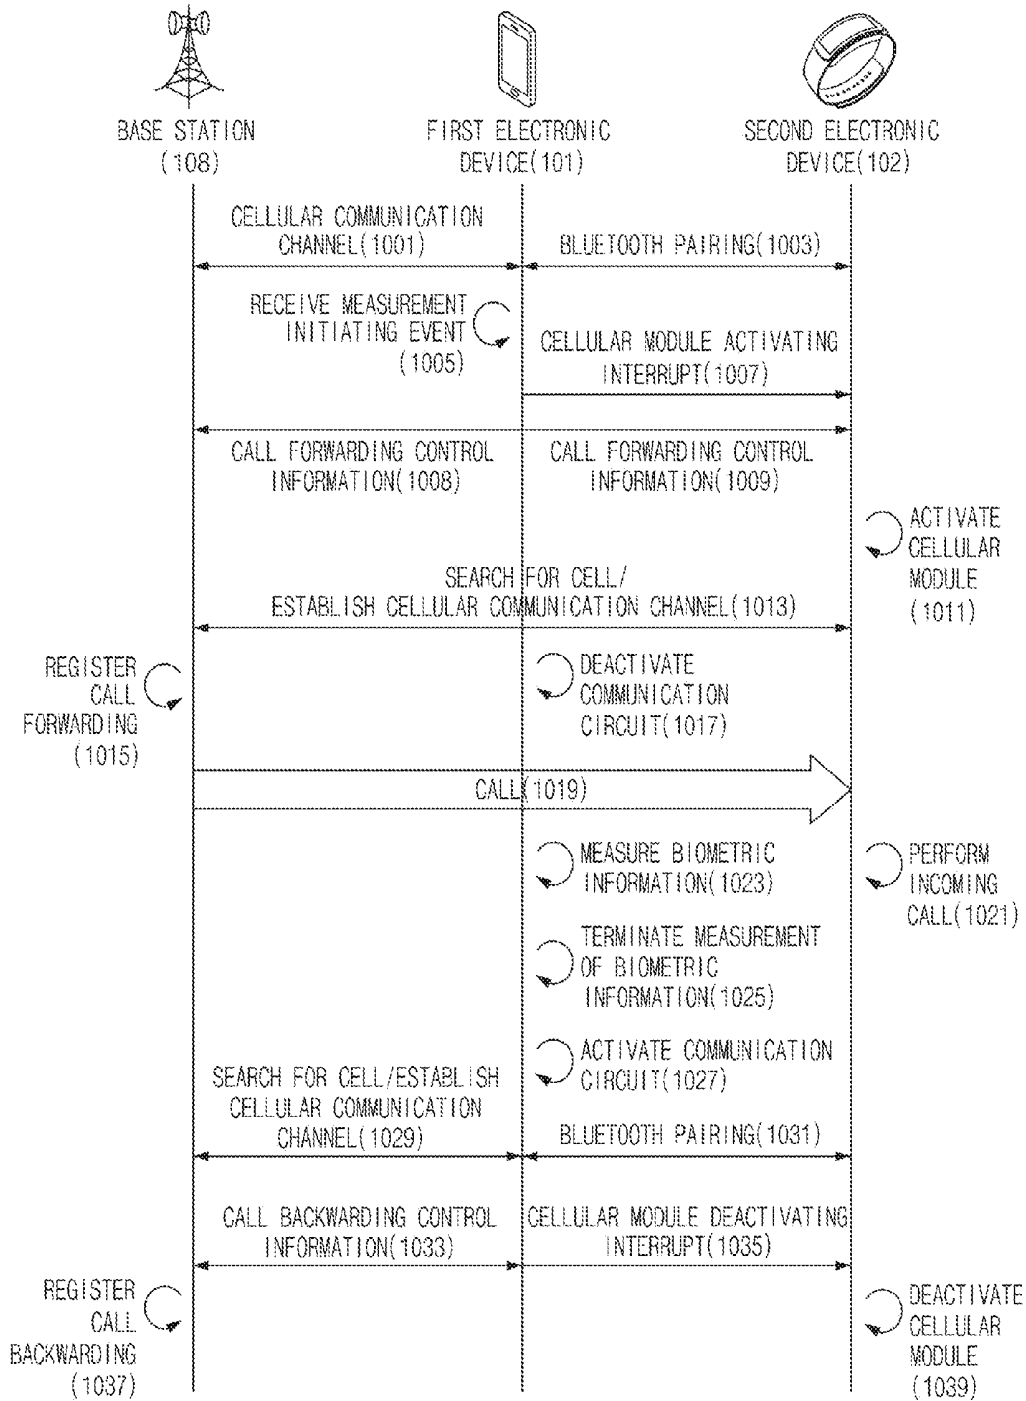 BASE STATION
(108)
FIRST ELECTRONIC
DEVICE(101)
SECOND ELECTRONIC
DEVICE(102)
CELLULAR COMMUNICATION
CHANNEL(1001)
BLUETOOTH PAIRING(1003)
RECEIVE MEASUREMENT
INITIATING EVENT
(1005)
CELLULAR MODULE ACTIVATING
INTERRUPT(1007)
CALL FORWARDING CONTROL
INFORMATION(1008)
CALL FORWARDING CONTROL
INFORMATION(1009)
ACTIVATE
CELLULAR
MODULE
(1011)
SEARCH FOR CELL/
ESTABLISH CELLULAR COMMUNICATION CHANNEL(1013)
REGISTER
CALL
FORWARDING
(1015)
DEACTIVATE
COMMUNICATION
CIRCUIT(1017)
CALL(1019)
MEASURE BIOMETRIC
INFORMATION(1023)
PERFORM
INCOMING
CALL(1021)
TERMINATE MEASUREMENT
OF BIOMETRIC
INFORMATION(1025)
ACTIVATE COMMUNICATION
CIRCUIT(1027)
SEARCH FOR CELL/ESTABLISH
CELLULAR COMMUNICATION
CHANNEL(1029)
BLUETOOTH PAIRING(1031)
CALL BACKWARDING CONTROL
INFORMATION(1033)
CELLULAR MODULE DEACTIVATING
INTERRUPT(1035)
REGISTER
CALL
BACKWARDING
(1037)
DEACTIVATE
CELLULAR
MODULE
(1039)